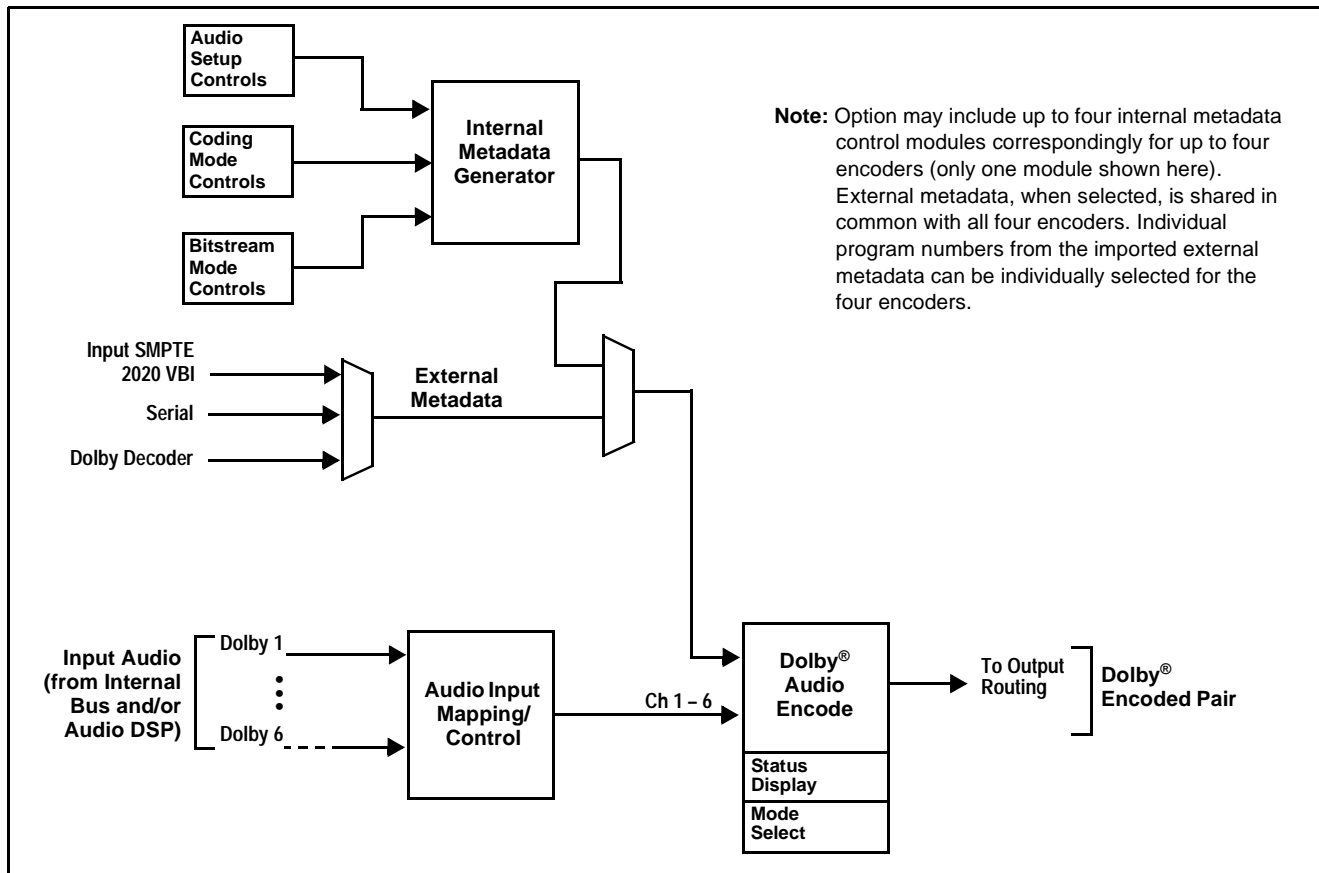 Audio
Setup
Controls
Coding
Mode
Controls
Bitstream
Mode
Controls
Internal
Metadata
Generator
Note: Option may include up to four internal metadata
control modules correspondingly for up to four
encoders (only one module shown here).
External metadata, when selected, is shared in
common with all four encoders. Individual
program numbers from the imported external
metadata can be individually selected for the
four encoders.
Input SMPTE
2020 VBI
Serial
Dolby Decoder
External
Metadata
Input Audio
(from Internal
Bus and/or
Audio DSP)
Dolby 1
Dolby 6
Audio Input
Mapping/
Control
Ch 1 – 6
Dolby®
Audio
Encode
Status
Display
Mode
Select
To Output
Routing
Dolby®
Encoded Pair